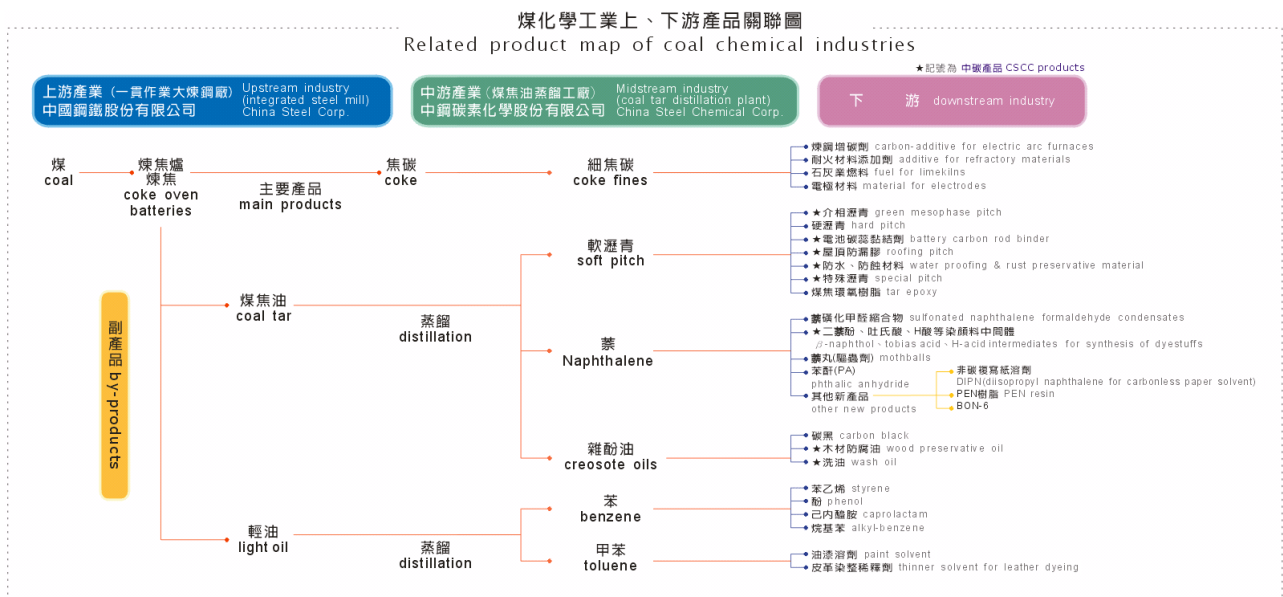 煤化學工業上、下游產品關聯圖
Related product map of coal chemical industries
★記號為 中碳產品 CSCC products
上游產業（一貫作業大煉鋼廠）
中國鋼鐵股份有限公司
Upstream industry
(integrated steel mill)
China Steel Corp.
中游產業（煤焦油蒸餾工廠）
中鋼碳素化學股份有限公司
Midstream industry
(coal tar distillation plant)
China Steel Chemical Corp.
下 游 downstream industry
煤
coal
煉焦爐
煉焦
coke oven
batteries
主要產品
main products
焦碳
coke
細焦碳
coke fines
煉鋼增碳劑 carbon-additive for electric arc furnaces
耐火材料添加劑 additive for refractory materials
石灰業燃料 fuel for limekilns
電極材料 material for electrodes
副產品 by-products
煤焦油
coal tar
蒸餾
distillation
軟瀝青
soft pitch
★介相瀝青 green mesophase pitch
硬瀝青 hard pitch
★電池碳蕊黏結劑 battery carbon rod binder
★屋頂防漏膠 roofing pitch
★防水、防蝕材料 water proofing & rust preservative material
★特殊瀝青 special pitch
煤焦環氧樹脂 tar epoxy
萘
Naphthalene
萘磺化甲醛縮合物 sulfonated naphthalene formaldehyde condensates
★二萘酚、吐氏酸、H酸等染顏料中間體
β-naphthol、tobias acid、H-acid intermediates for synthesis of dyestuffs
萘丸(驅蟲劑) mothballs
苯酐(PA)
phthalic anhydride
其他新產品
other new products
非碳複寫紙溶劑
DIPN(diisopropyl naphthalene for carbonless paper solvent)
PEN樹脂 PEN resin
BON-6
雜酚油
creosote oils
碳黑 carbon black
★木材防腐油 wood preservative oil
★洗油 wash oil
輕油
light oil
蒸餾
distillation
苯
benzene
苯乙烯 styrene
酚 phenol
己內醯胺 caprolactam
烷基苯 alkyl-benzene
甲苯
toluene
油漆溶劑 paint solvent
皮革染整稀釋劑 thinner solvent for leather dyeing